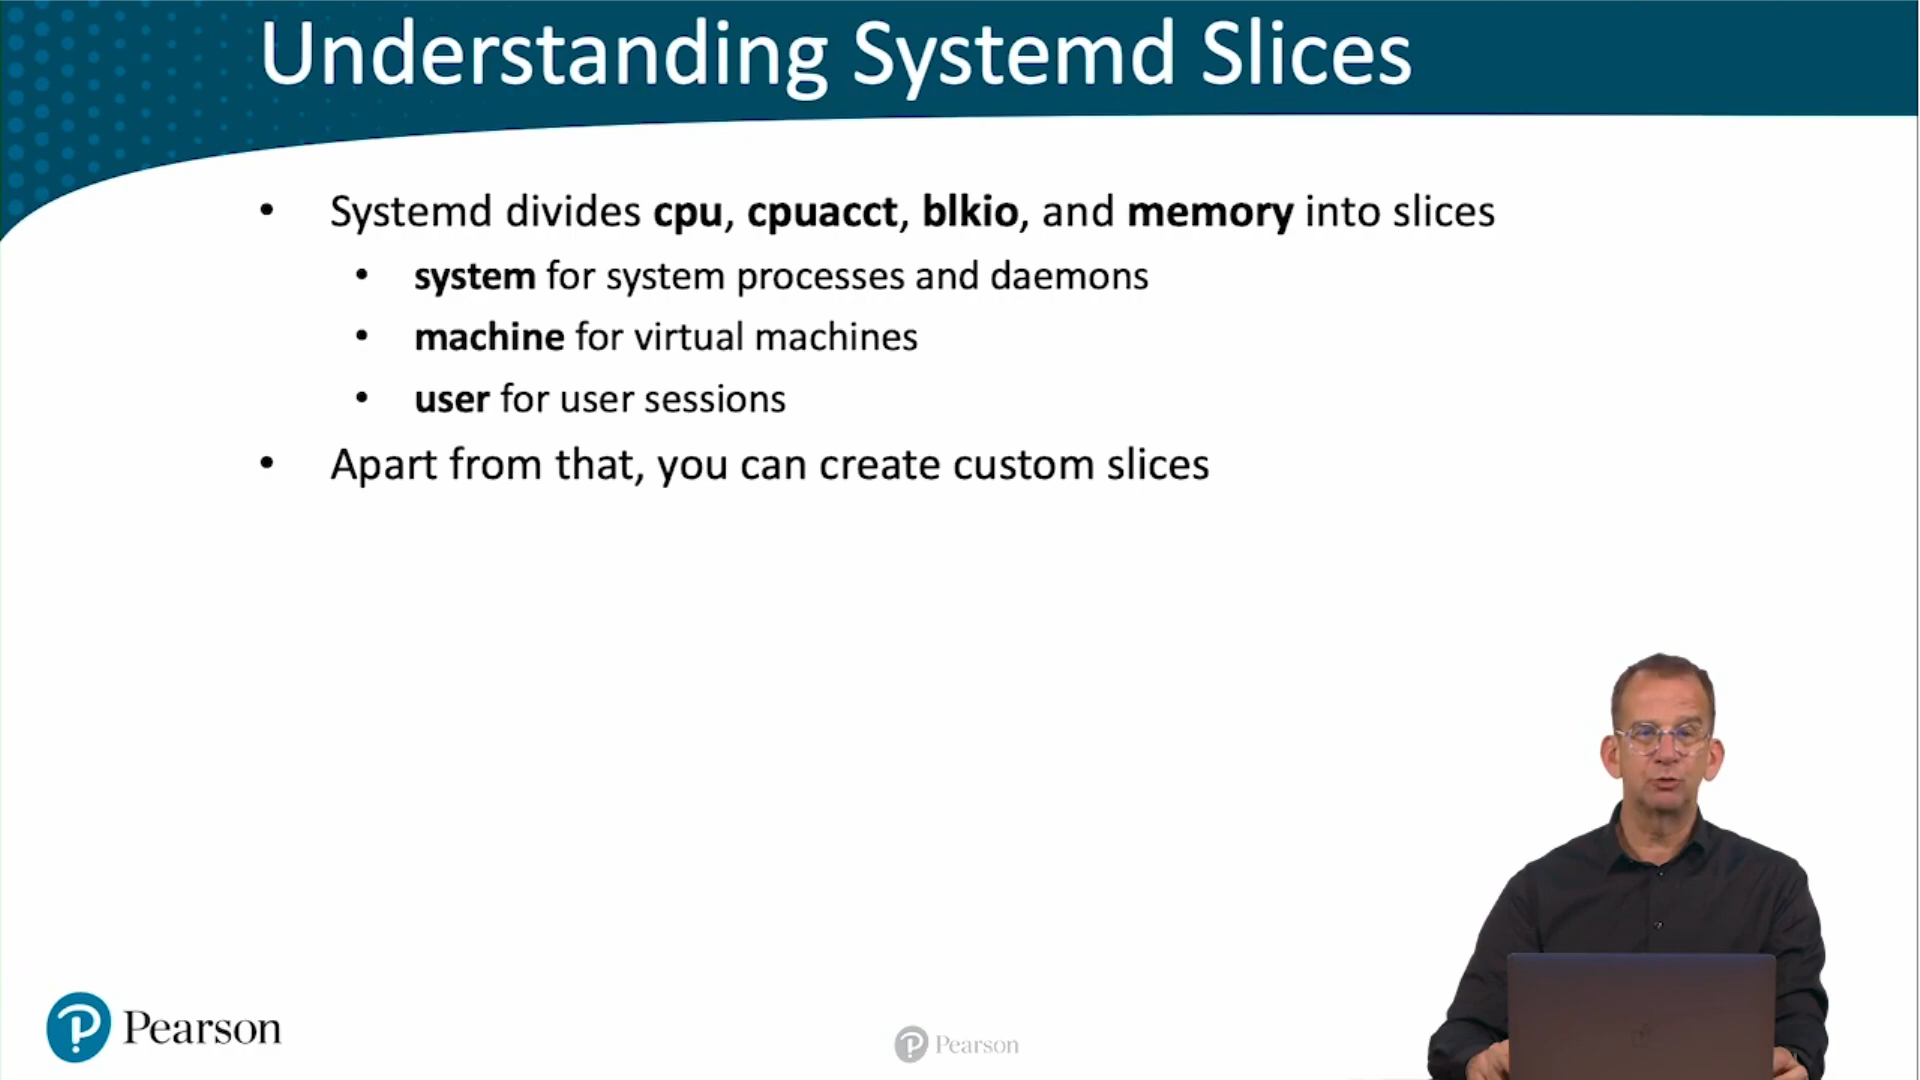 Understanding Systemd Slices
• Systemd divides cpu, cpuacct, blkio, and memory into slices
• system for system processes and daemons
• machine for virtual machines
• user for user sessions
• Apart from that, you can create custom slices
Pearson
Pearson